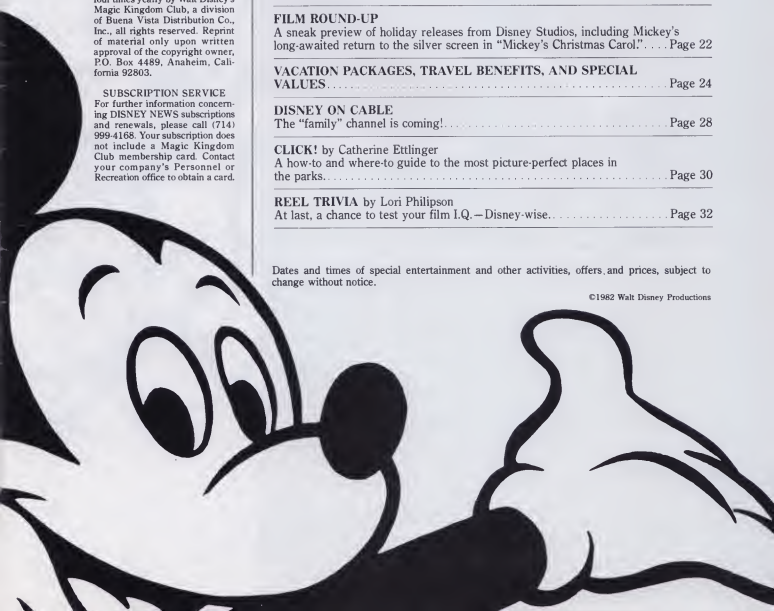 four times yearly by Walt Disney's
Magic Kingdom Club, a division
of Buena Vista Distribution Co.,
Inc., all rights reserved. Reprint
of material only upon written
approval of the copyright owner,
P.O. Box 4489, Anaheim, Cali-
fornia 92803.
SUBSCRIPTION SERVICE
For further information concern-
ing DISNEY NEWS subscriptions
and renewals, please call (714)
999-4168. Your subscription does
not include a Magic Kingdom
Club membership card. Contact
your company's Personnel or
Recreation office to obtain a card.
FILM ROUND-UP
A sneak preview of holiday releases from Disney Studios, including Mickey's
long-awaited return to the silver screen in "Mickey's Christmas Carol.". . . . Page 22
VACATION PACKAGES, TRAVEL BENEFITS, AND SPECIAL
VALUES. . . . Page 24
DISNEY ON CABLE
The "family" channel is coming!. . . . Page 28
CLICK! by Catherine Ettlinger
A how-to and where-to guide to the most picture-perfect places in
the parks. . . . Page 30
REEL TRIVIA by Lori Philipson
At last, a chance to test your film I.Q.—Disney-wise. . . . Page 32
Dates and times of special entertainment and other activities, offers and prices, subject to
change without notice.
©1982 Walt Disney Productions